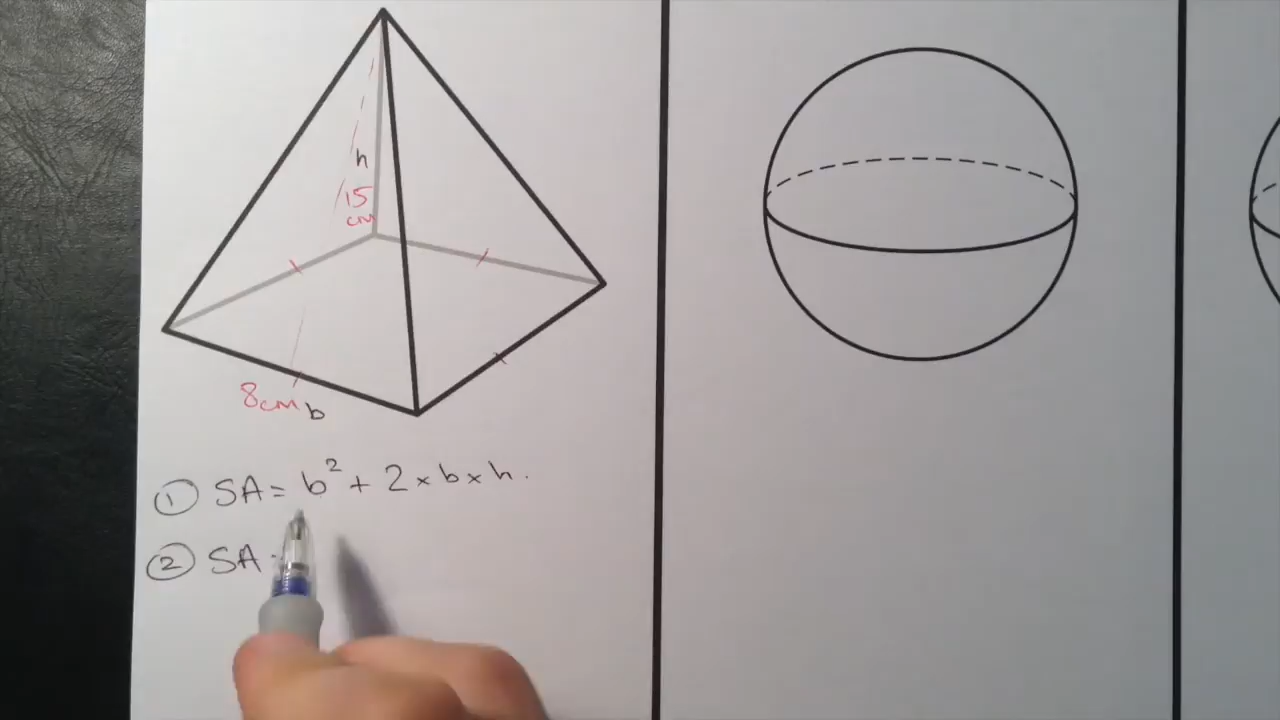 h
15
cm
8cm b
① SA = b² + 2 × b × h.
② SA =